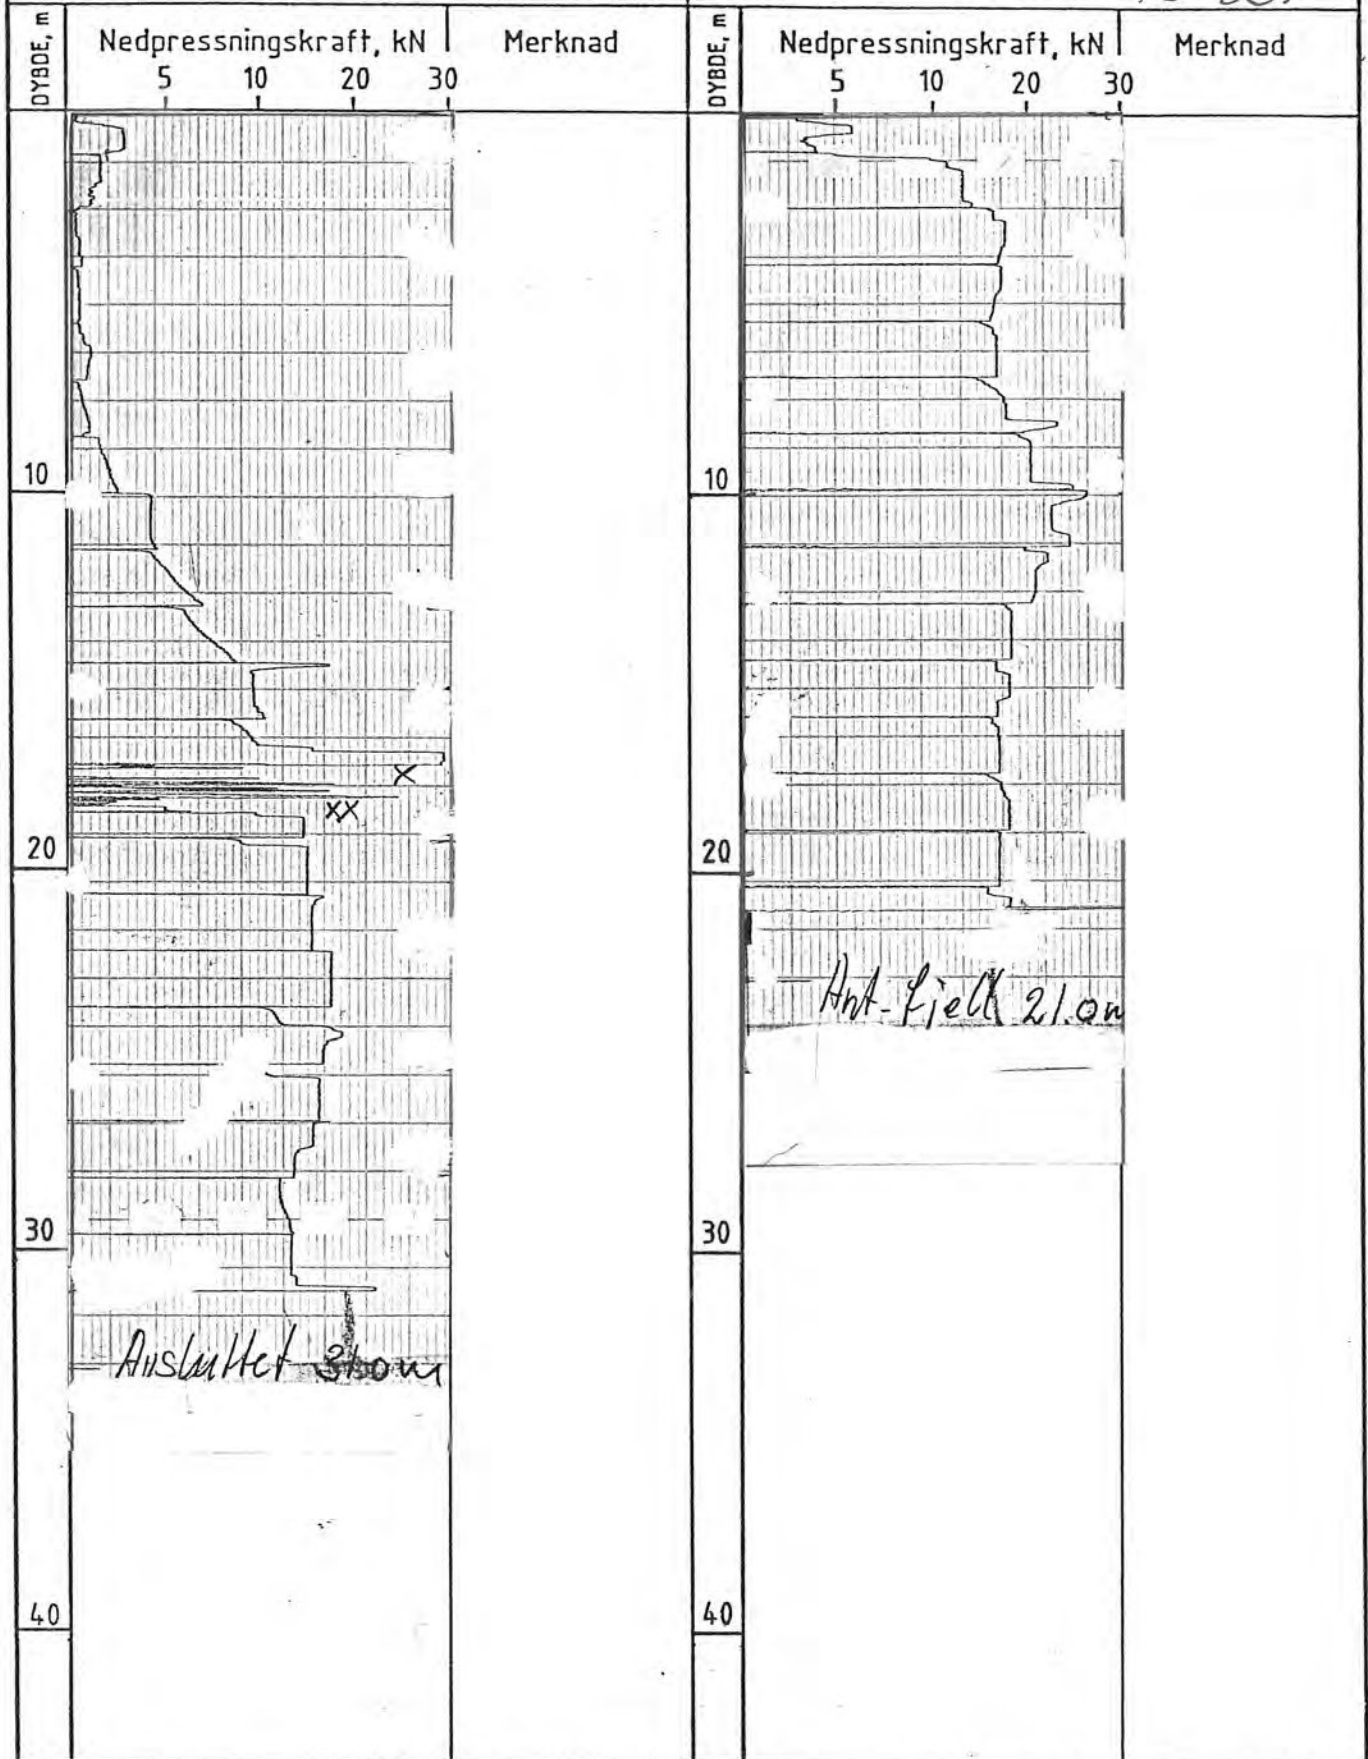 DYBDE, m
Nedpressningskraft, kN
Merknad
5 10 20 30
10
20
30
40
X
XX
Avsluttet 31.0m
DYBDE, m
Nedpressningskraft, kN
Merknad
5 10 20 30
10
20
30
40
Ant. fjell 21.0m